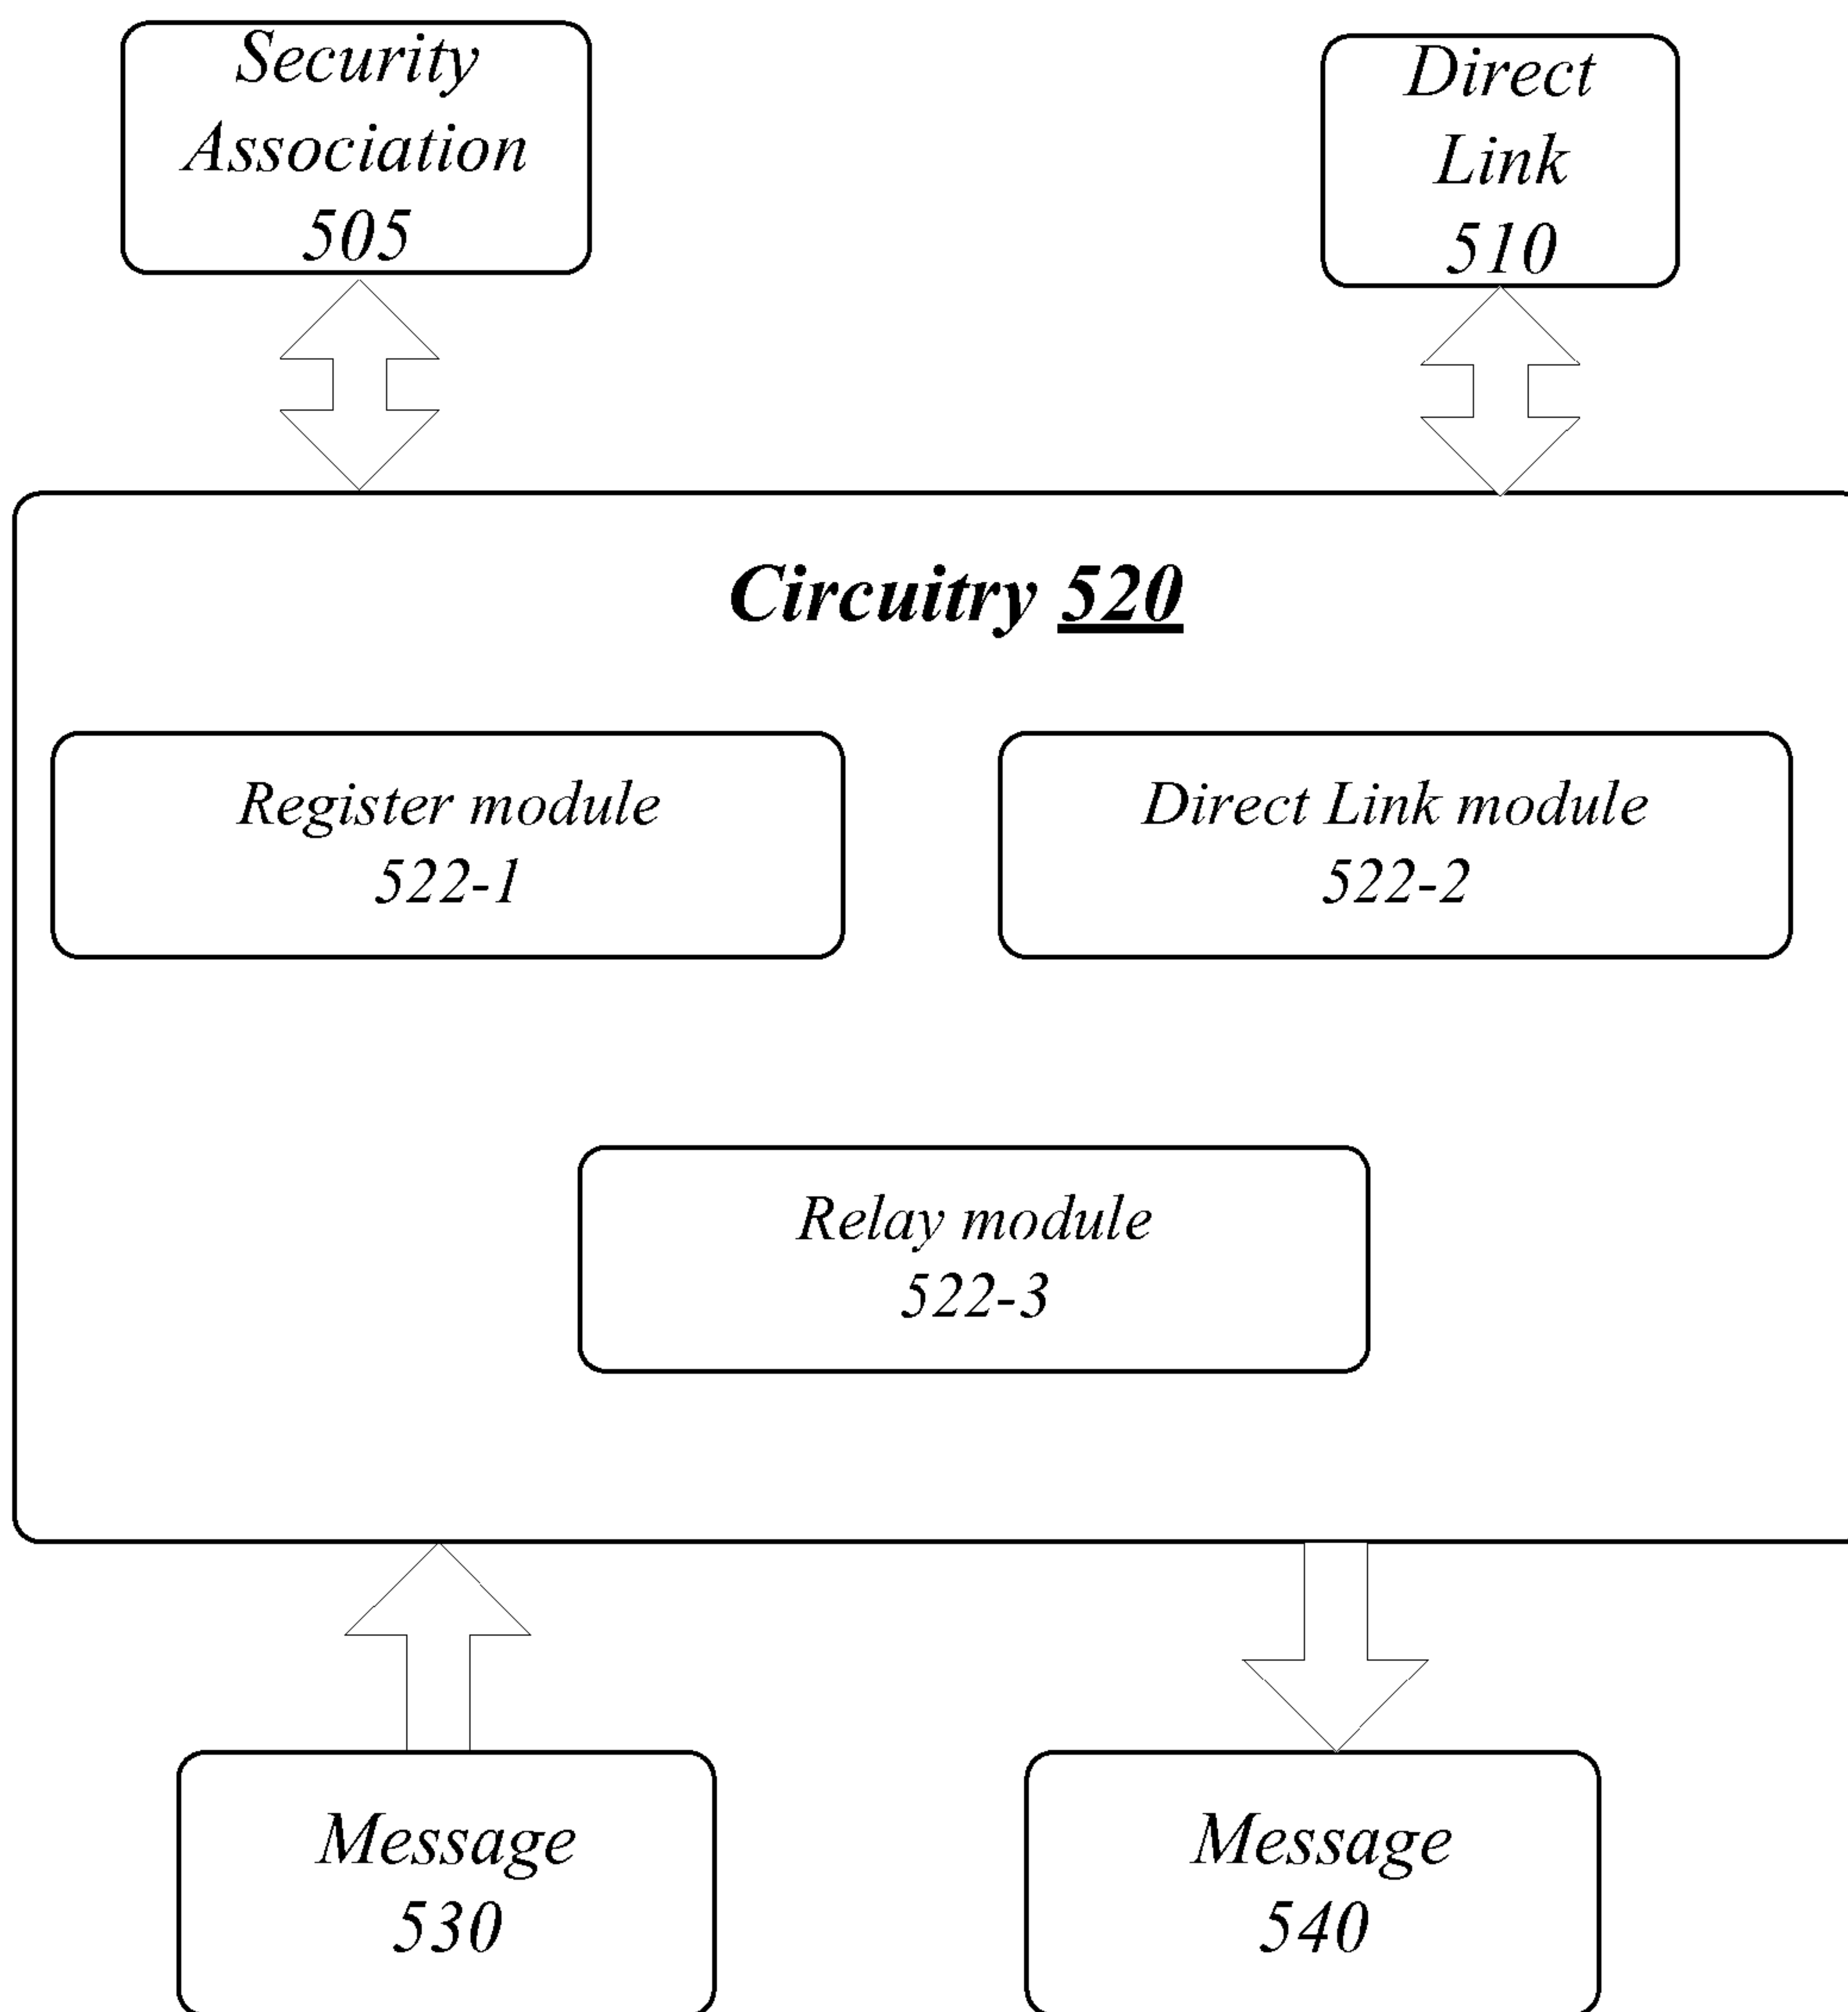 Security
Association
505
Direct
Link
510
Circuitry 520
Register module
522-1
Direct Link module
522-2
Relay module
522-3
Message
530
Message
540